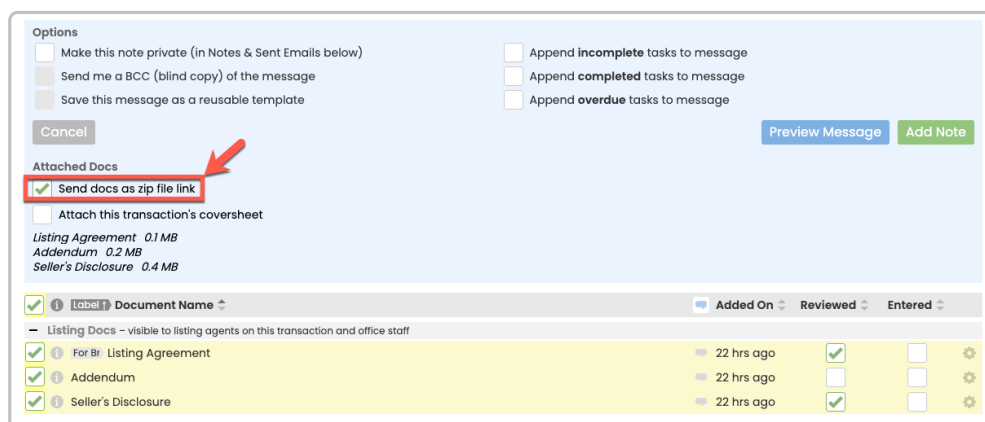 Options
Make this note private (in Notes & Sent Emails below)
Append incomplete tasks to message
Send me a BCC (blind copy) of the message
Append completed tasks to message
Save this message as a reusable template
Append overdue tasks to message
Cancel
Preview Message
Add Note
Attached Docs
Send docs as zip file link
Attach this transaction's coversheet
Listing Agreement 0.1 MB
Addendum 0.2 MB
Seller's Disclosure 0.4 MB
Label Document Name Added On Reviewed Entered
Listing Docs – visible to listing agents on this transaction and office staff
For Br Listing Agreement 22 hrs ago
Addendum 22 hrs ago
Seller's Disclosure 22 hrs ago